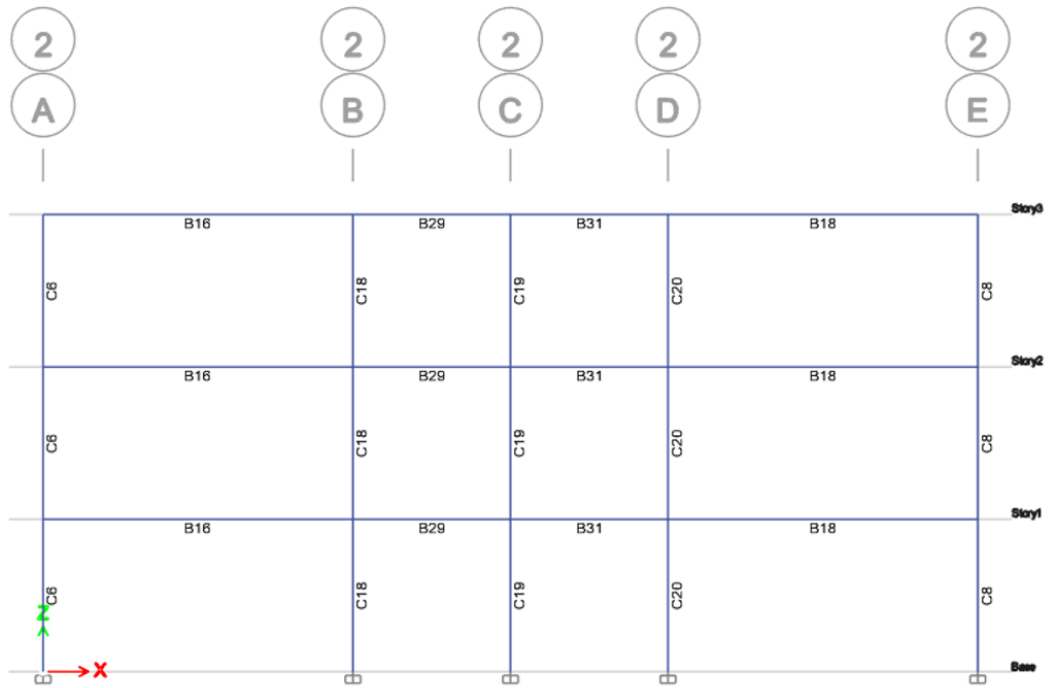 2 2 2 2 2
A B C D E
Story3
B16 B29 B31 B18
C6 C18 C19 C20 C8
Story2
B16 B29 B31 B18
C6 C18 C19 C20 C8
Story1
B16 B29 B31 B18
C6 C18 C19 C20 C8
Z
X
Base